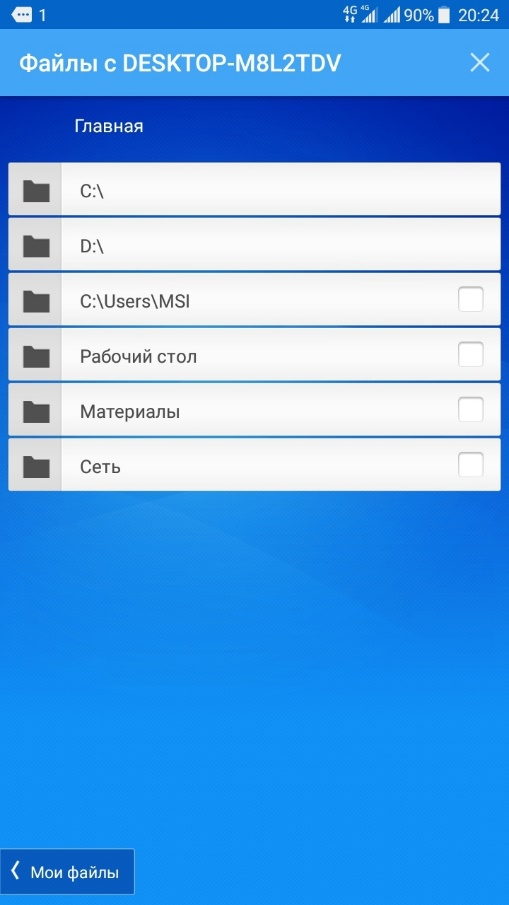 1 4G 4G 90% 20:24
Файлы с DESKTOP-M8L2TDV
Главная
C:\
D:\
C:\Users\MSI
Рабочий стол
Материалы
Сеть
Мои файлы